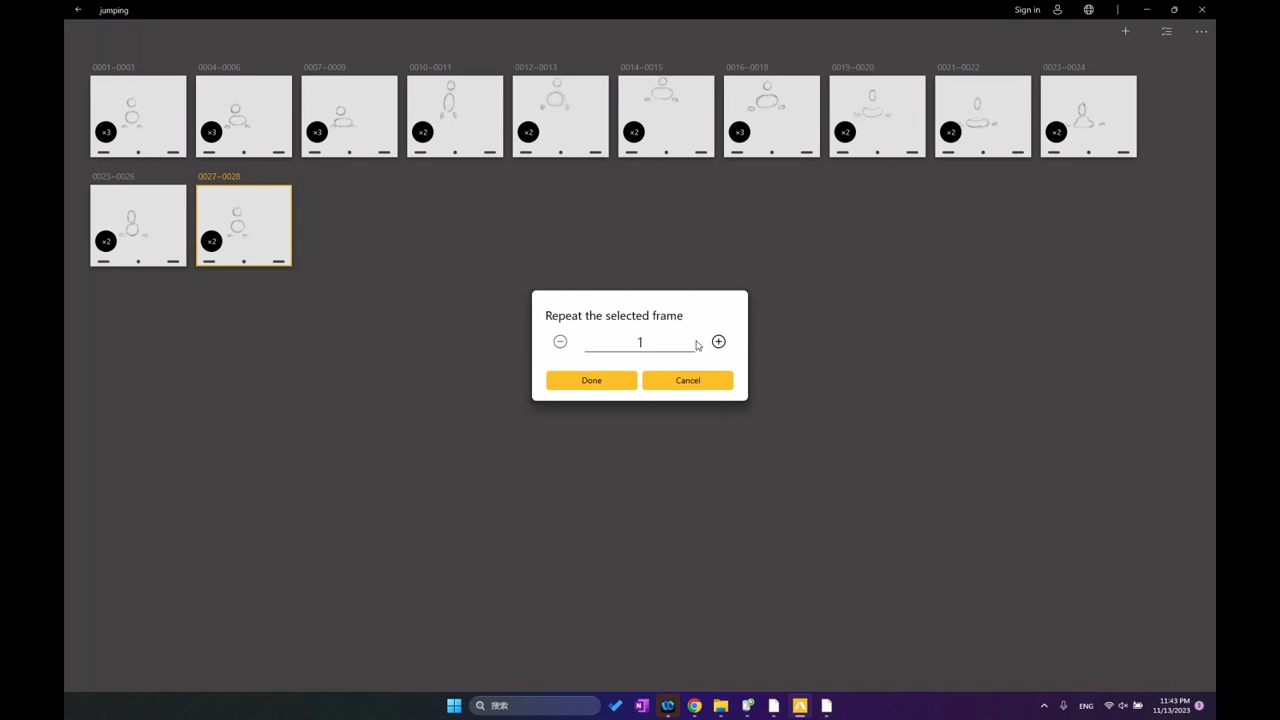 jumping
Sign in
0001~0003 0004~0006 0007~0009 0010~0011 0012~0013 0014~0015 0016~0018 0019~0020 0021~0022 0023~0024
×3 ×3 ×3 ×2 ×2 ×2 ×3 ×2 ×2 ×2
0025~0026 0027~0028
×2 ×2
Repeat the selected frame
1
Done Cancel
搜索
ENG
11:43 PM
11/13/2023